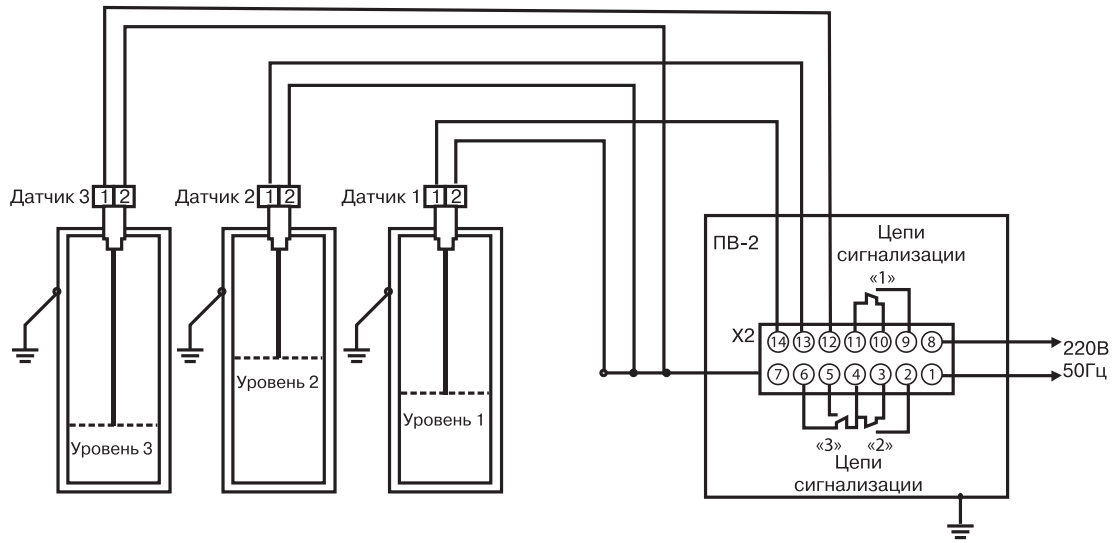 Датчик 3 1 2
Датчик 2 1 2
Датчик 1 1 2
ПВ-2
Цепи
сигнализации
«1»
Х2
14 13 12 11 10 9 8
7 6 5 4 3 2 1
220В
50Гц
Уровень 2
Уровень 1
Уровень 3
«3» «2»
Цепи
сигнализации